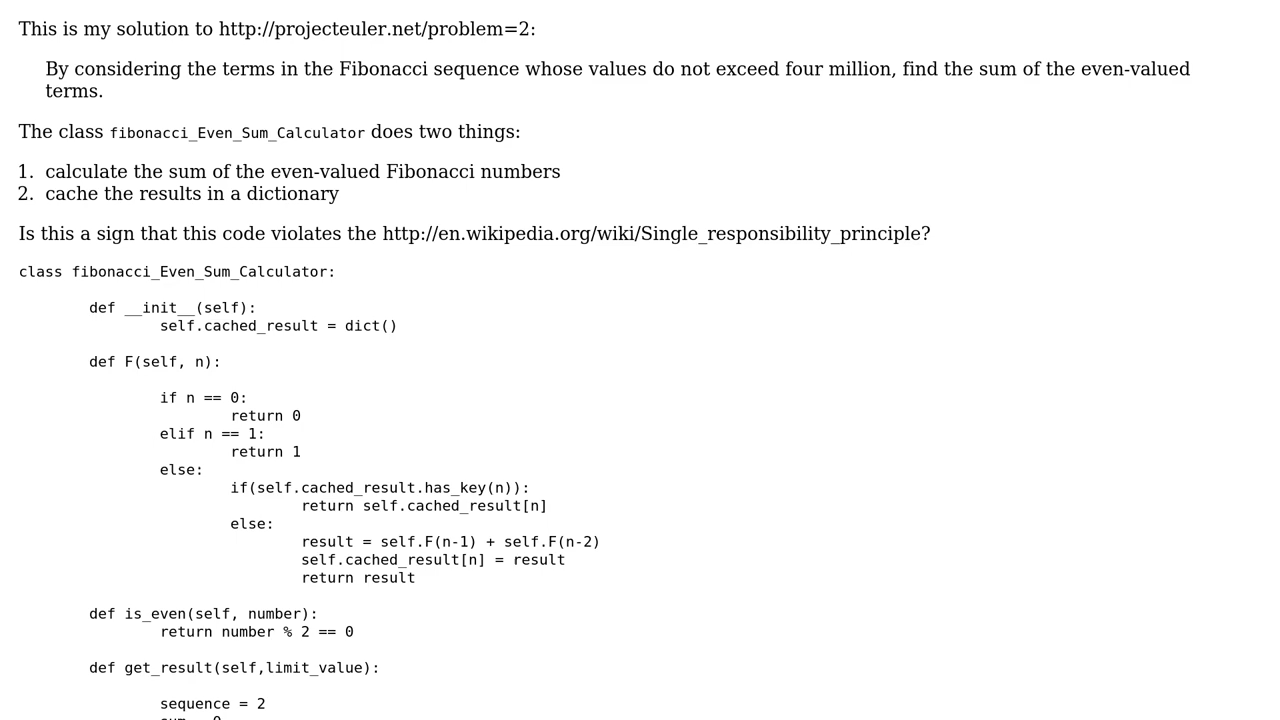 This is my solution to http://projecteuler.net/problem=2:
By considering the terms in the Fibonacci sequence whose values do not exceed four million, find the sum of the even-valued
terms.
The class fibonacci_Even_Sum_Calculator does two things:
1. calculate the sum of the even-valued Fibonacci numbers
2. cache the results in a dictionary
Is this a sign that this code violates the http://en.wikipedia.org/wiki/Single_responsibility_principle?
class fibonacci_Even_Sum_Calculator:
def __init__(self):
self.cached_result = dict()
def F(self, n):
if n == 0:
return 0
elif n == 1:
return 1
else:
if(self.cached_result.has_key(n)):
return self.cached_result[n]
else:
result = self.F(n-1) + self.F(n-2)
self.cached_result[n] = result
return result
def is_even(self, number):
return number % 2 == 0
def get_result(self,limit_value):
sequence = 2